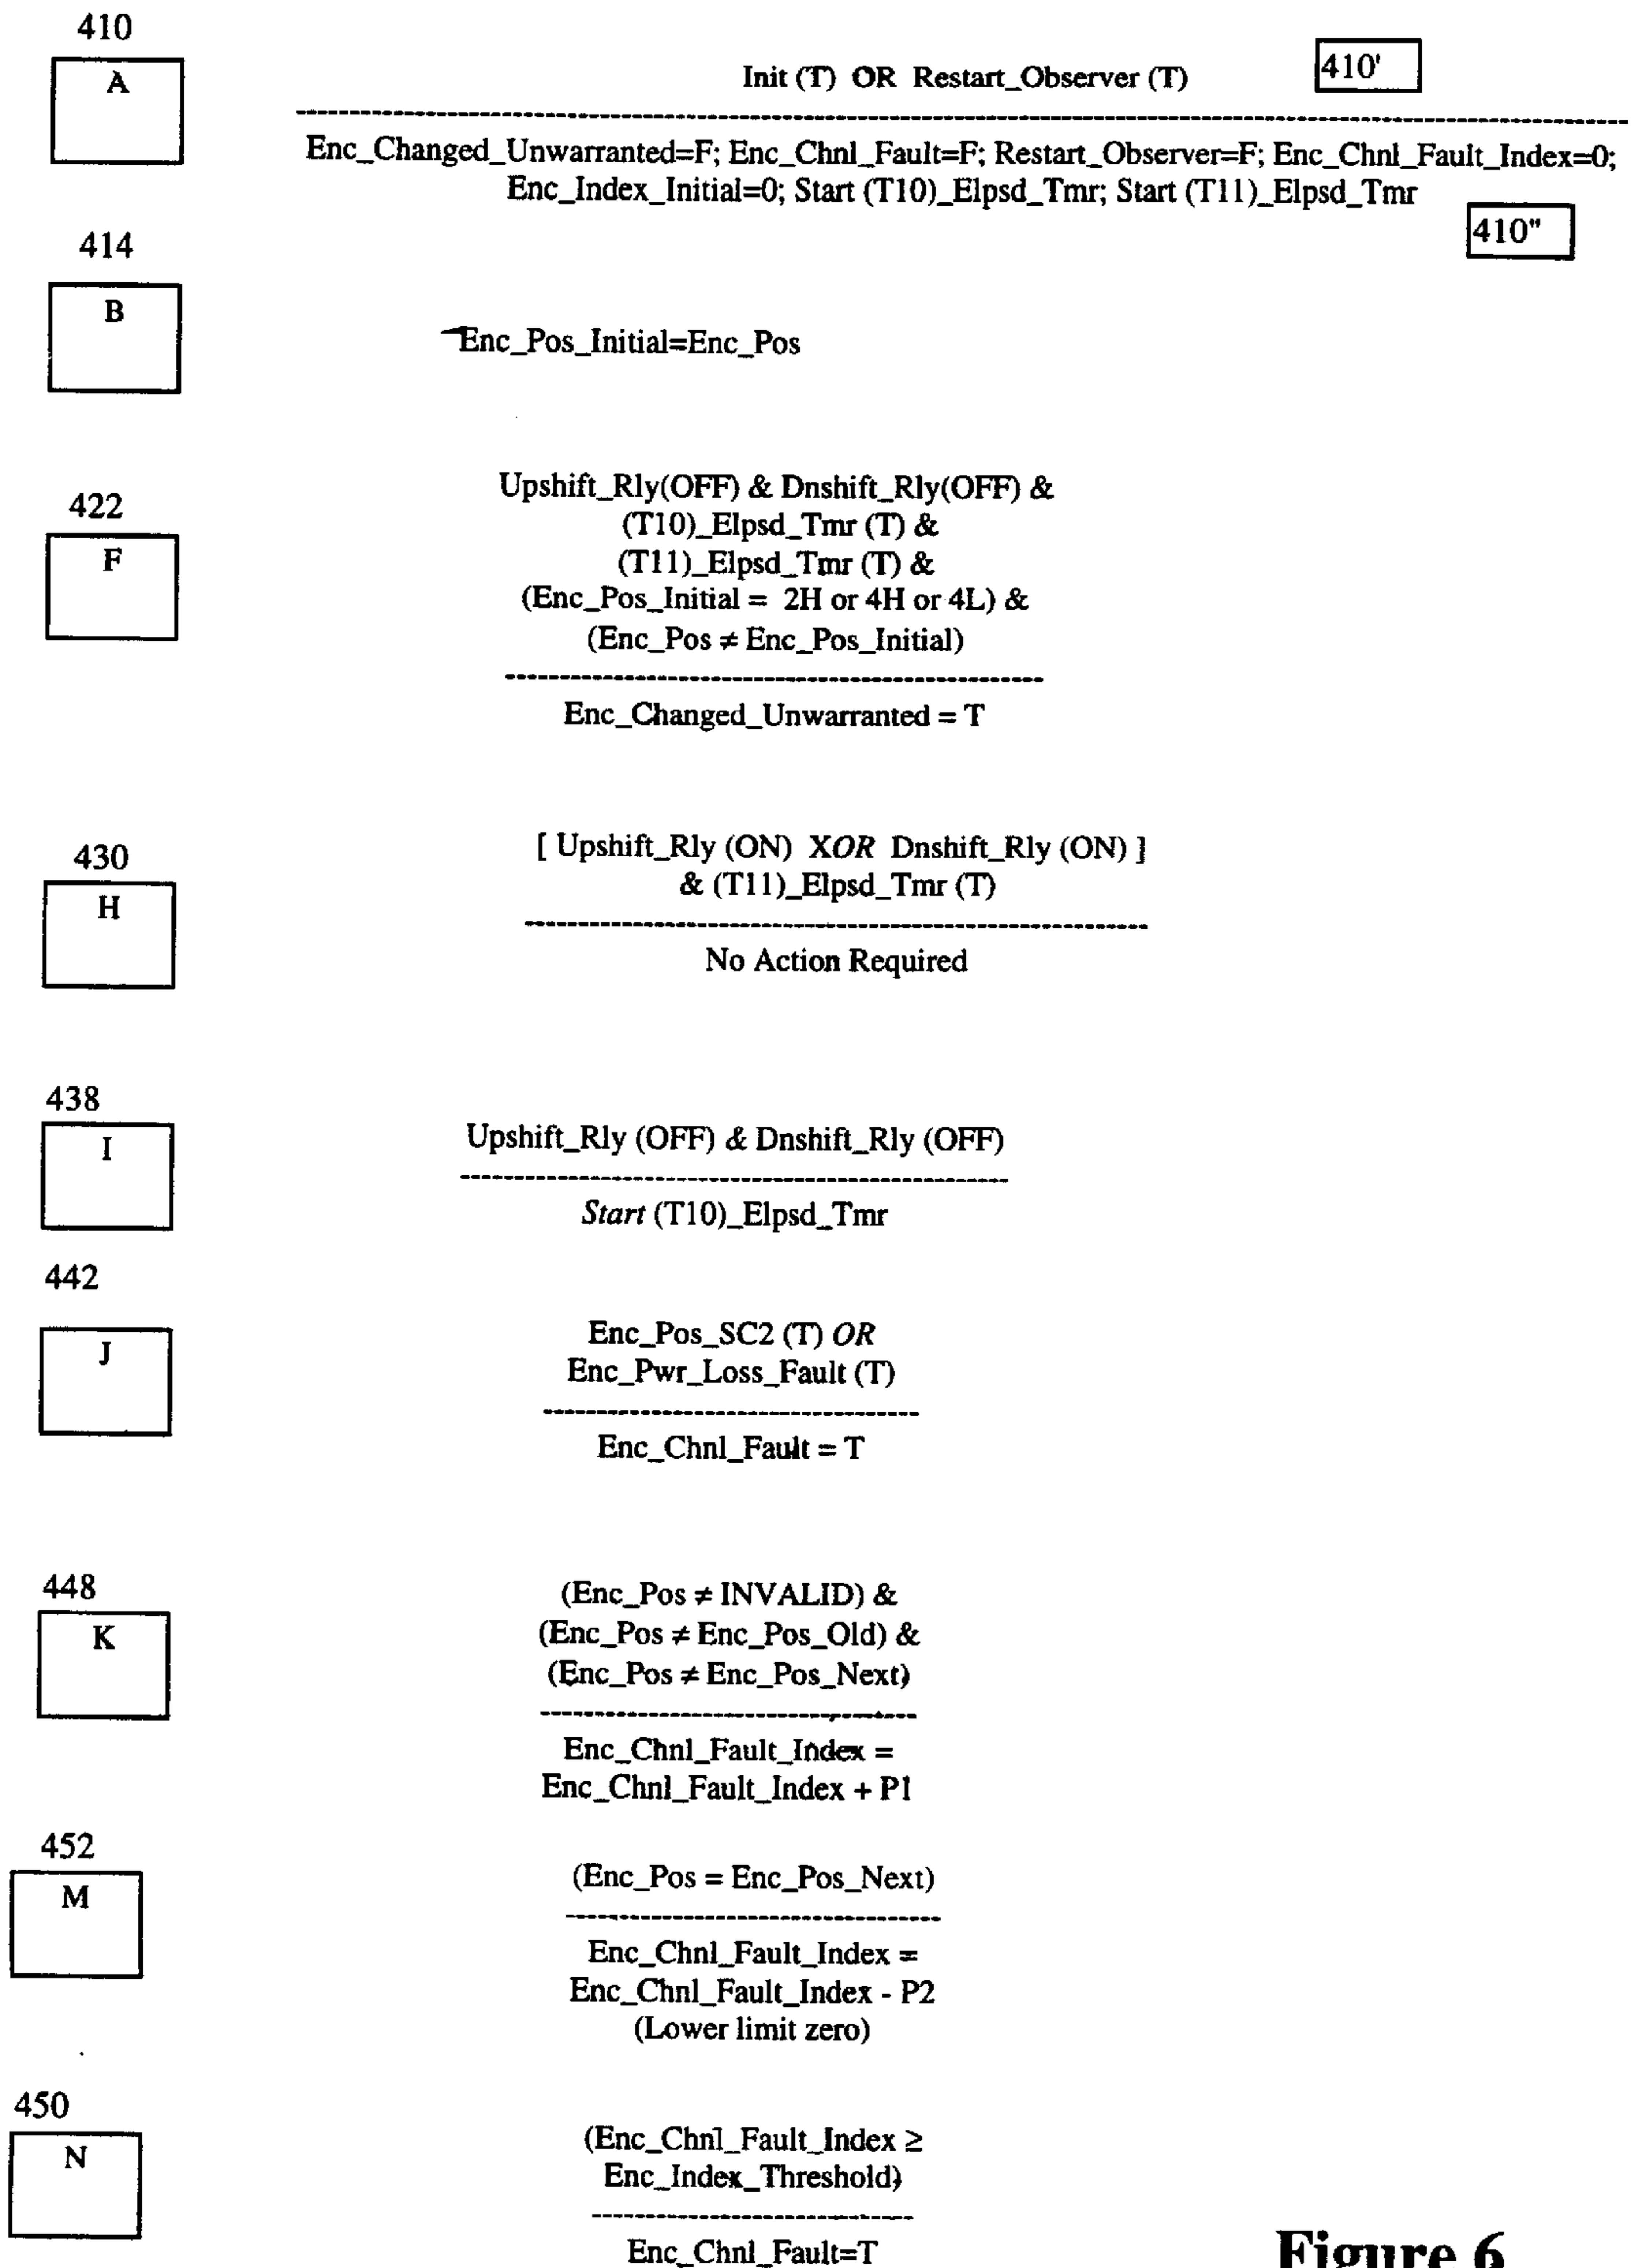 410
A
Init (T) OR Restart_Observer (T)
410'
Enc_Changed_Unwarranted=F; Enc_Chnl_Fault=F; Restart_Observer=F; Enc_Chnl_Fault_Index=0;
Enc_Index_Initial=0; Start (T10)_Elpsd_Tmr; Start (T11)_Elpsd_Tmr
410"
414
B
Enc_Pos_Initial=Enc_Pos
422
F
Upshift_Rly(OFF) & Dnshift_Rly(OFF) &
(T10)_Elpsd_Tmr (T) &
(T11)_Elpsd_Tmr (T) &
(Enc_Pos_Initial = 2H or 4H or 4L) &
(Enc_Pos ≠ Enc_Pos_Initial)
Enc_Changed_Unwarranted = T
430
H
[ Upshift_Rly (ON) XOR Dnshift_Rly (ON) ]
& (T11)_Elpsd_Tmr (T)
No Action Required
438
I
Upshift_Rly (OFF) & Dnshift_Rly (OFF)
Start (T10)_Elpsd_Tmr
442
J
Enc_Pos_SC2 (T) OR
Enc_Pwr_Loss_Fault (T)
Enc_Chnl_Fault = T
448
K
(Enc_Pos ≠ INVALID) &
(Enc_Pos ≠ Enc_Pos_Old) &
(Enc_Pos ≠ Enc_Pos_Next)
Enc_Chnl_Fault_Index =
Enc_Chnl_Fault_Index + P1
452
M
(Enc_Pos = Enc_Pos_Next)
Enc_Chnl_Fault_Index =
Enc_Chnl_Fault_Index - P2
(Lower limit zero)
450
N
(Enc_Chnl_Fault_Index ≥
Enc_Index_Threshold)
Enc_Chnl_Fault=T
Figure 6